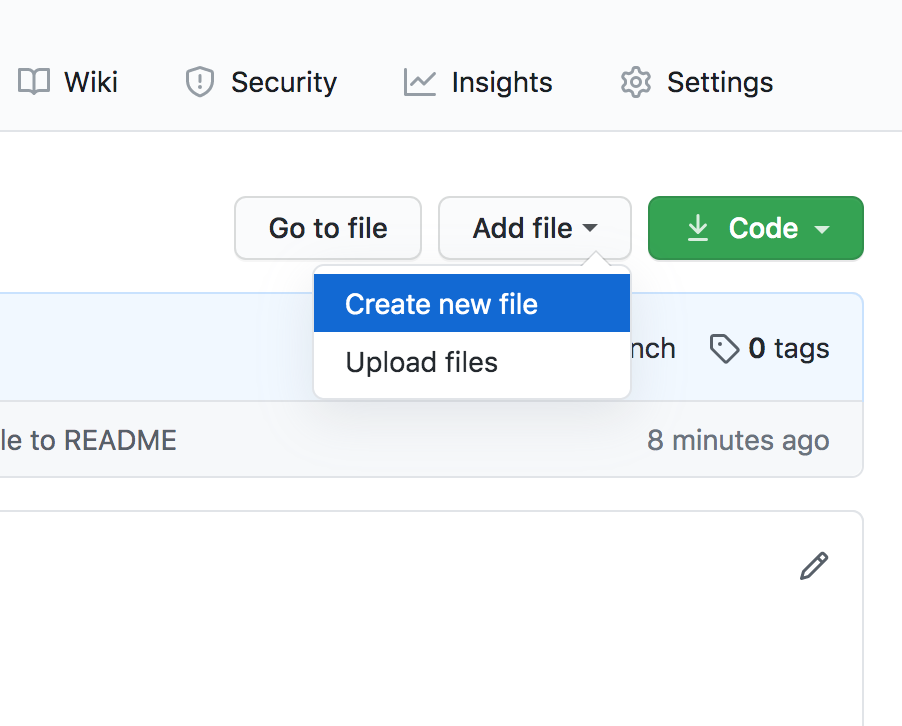 Wiki Security Insights Settings
Go to file Add file Code
Create new file
Upload files
nch 0 tags
le to README 8 minutes ago